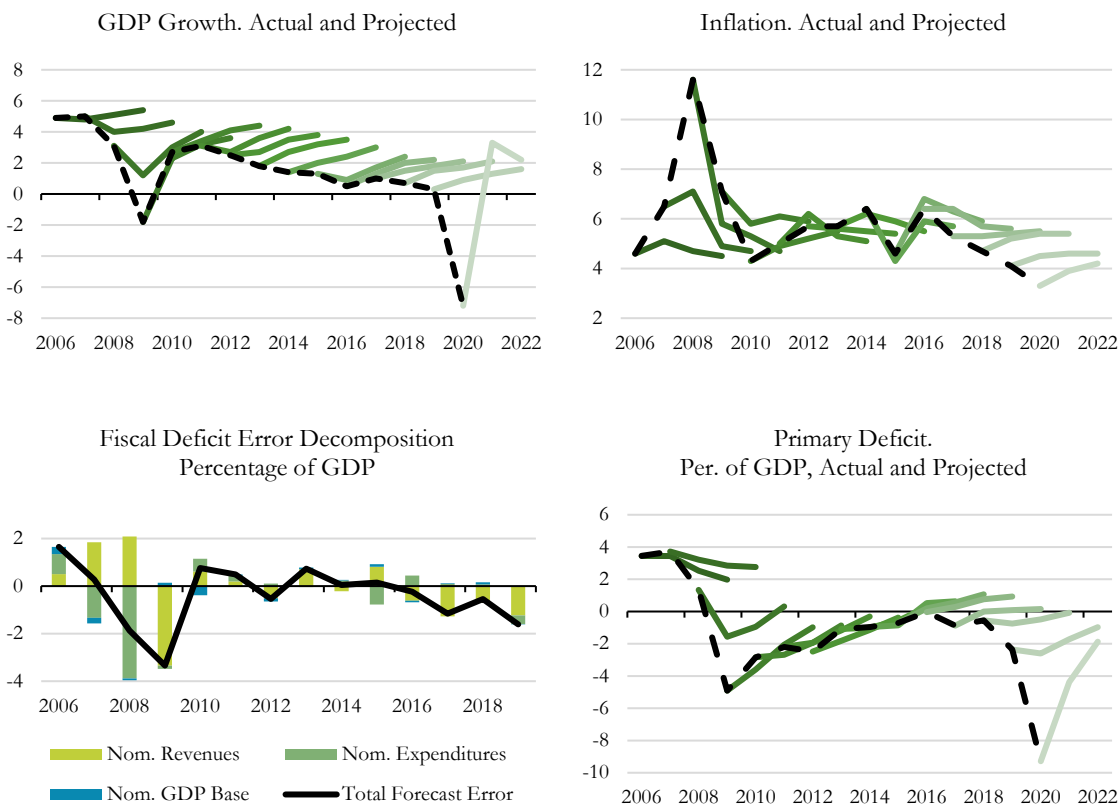 GDP Growth. Actual and Projected
8
6
4
2
0
-2
-4
-6
-8
2006 2008 2010 2012 2014 2016 2018 2020 2022
Inflation. Actual and Projected
12
10
8
6
4
2
2006 2008 2010 2012 2014 2016 2018 2020 2022
Fiscal Deficit Error Decomposition
Percentage of GDP
2
0
-2
-4
2006 2008 2010 2012 2014 2016 2018
Nom. Revenues Nom. Expenditures
Nom. GDP Base Total Forecast Error
Primary Deficit.
Per. of GDP, Actual and Projected
6
4
2
0
-2
-4
-6
-8
-10
2006 2008 2010 2012 2014 2016 2018 2020 2022